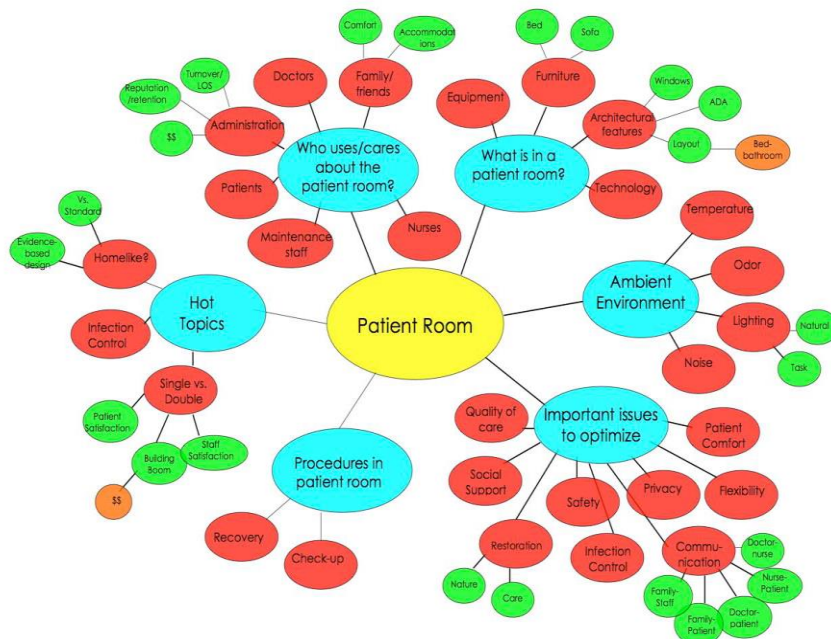 Comfort
Accommodat
ions
Bed
Sofa
Turnover/
LOS
Reputation
/retention
$$
Doctors
Family/
friends
Administration
Who uses/cares
about the
patient room?
Patients
Maintenance
staff
Nurses
Equipment
Furniture
Windows
ADA
Architectural
features
Layout
Bed-
bathroom
What is in a
patient room?
Technology
Vs.
Standard
Evidence-
based
design
Homelike?
Hot
Topics
Infection
Control
Single vs.
Double
Patient
Satisfaction
Building
Boom
Staff
Satisfaction
$$
Patient Room
Temperature
Ambient
Environment
Odor
Lighting
Natural
Task
Noise
Procedures in
patient room
Recovery
Check-up
Important issues
to optimize
Quality of
care
Social
Support
Restoration
Nature
Care
Safety
Infection
Control
Privacy
Patient
Comfort
Flexibility
Commu-
nication
Doctor-
nurse
Nurse-
Patient
Family-
Staff
Family-
Patient
Doctor-
patient